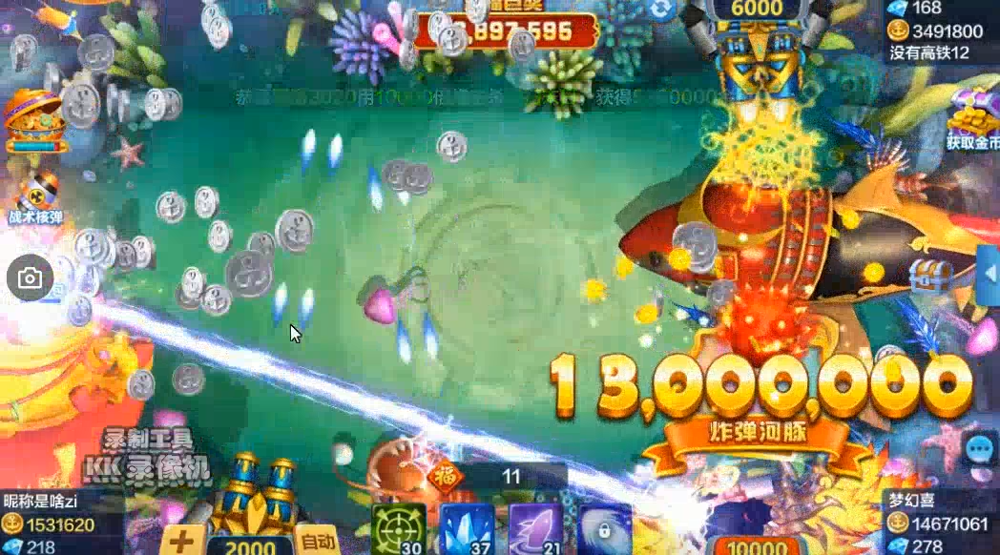 6000
168
3491800
没有高铁12
获取金币
战术核弹
13,000,000
炸弹河豚
录制工具
KK录像机
福
11
昵称是啥zi
1531620
218
2000
自动
30
37
21
10000
梦幻喜
14671061
278